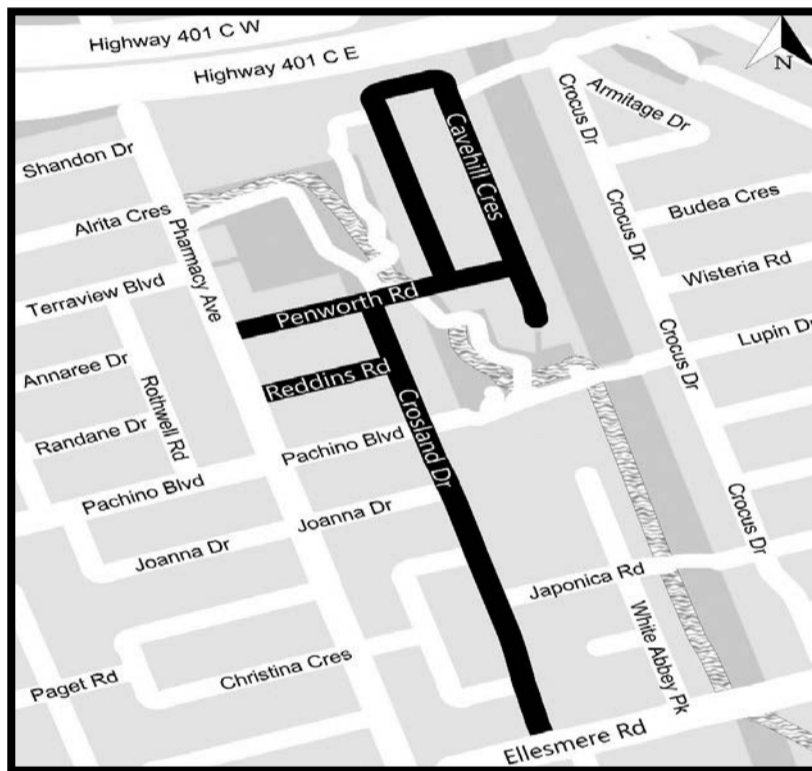 Highway 401 C W
Highway 401 C E
N
Shandon Dr
Alrita Cres
Terraview Blvd
Annaree Dr
Randane Dr
Rothwell Rd
Pharmacy Ave
Cavehill Cres
Crocus Dr
Armitage Dr
Crocus Dr
Budea Cres
Wisteria Rd
Lupin Dr
Crocus Dr
Penworth Rd
Reddins Rd
Crosland Dr
Pachino Blvd
Pachino Blvd
Joanna Dr
Joanna Dr
Crocus Dr
Japonica Rd
White Abbey Pk
Paget Rd
Christina Cres
Ellesmere Rd